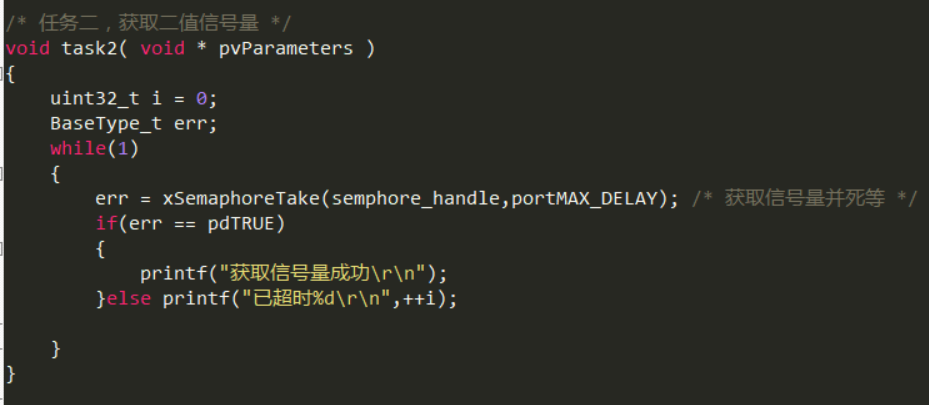 /* 任务二，获取二值信号量 */
void task2( void * pvParameters )
{
    uint32_t i = 0;
    BaseType_t err;
    while(1)
    {
        err = xSemaphoreTake(semphore_handle,portMAX_DELAY); /* 获取信号量并死等 */
        if(err == pdTRUE)
        {
            printf("获取信号量成功\r\n");
        }else printf("已超时%d\r\n",++i);
    }
}